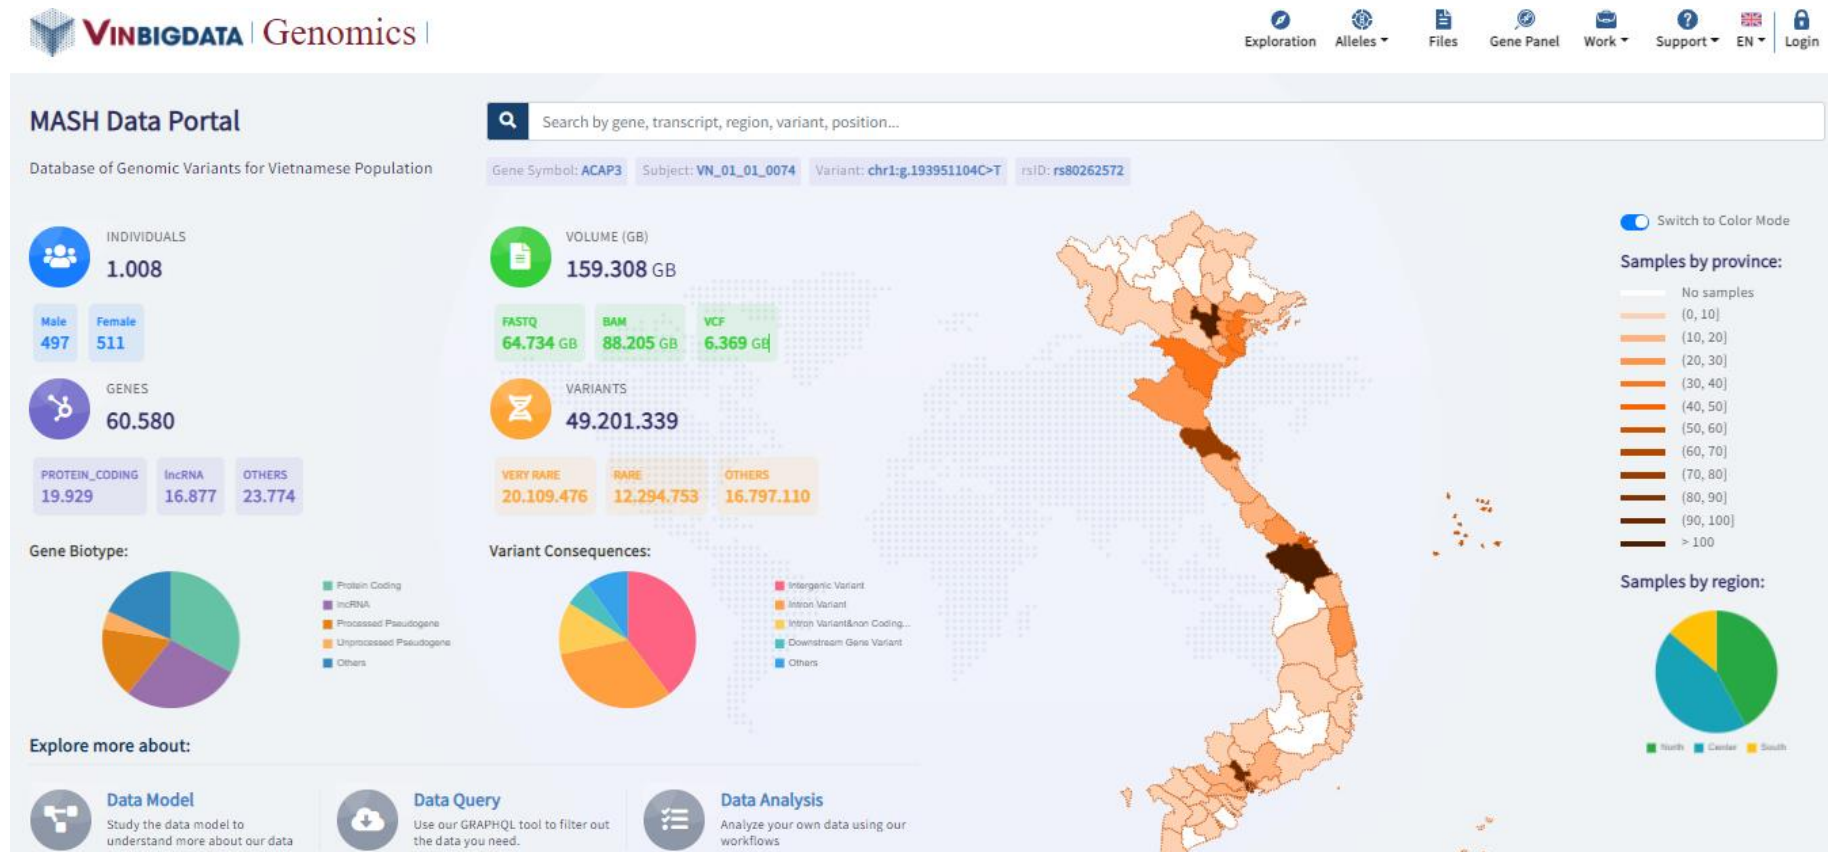 VINBIGDATA | Genomics |
Exploration
Alleles
Files
Gene Panel
Work
Support
EN
Login
MASH Data Portal
Search by gene, transcript, region, variant, position...
Database of Genomic Variants for Vietnamese Population
Gene Symbol: ACAP3
Subject: VN_01_01_0074
Variant: chr1:g.193951104C>T
rsID: rs80262572
INDIVIDUALS
1.008
Male
497
Female
511
VOLUME (GB)
159.308 GB
FASTQ
64.734 GB
BAM
88.205 GB
VCF
6.369 GB
GENES
60.580
PROTEIN_CODING
19.929
lncRNA
16.877
OTHERS
23.774
VARIANTS
49.201.339
VERY RARE
20.109.476
RARE
12.294.753
OTHERS
16.797.110
Gene Biotype:
Protein Coding
lncRNA
Processed Pseudogene
Unprocessed Pseudogene
Others
Variant Consequences:
Intergenic Variant
Intron Variant
Intron Variant&non Coding...
Downstream Gene Variant
Others
Switch to Color Mode
Samples by province:
No samples
(0, 10]
(10, 20]
(20, 30]
(30, 40]
(40, 50]
(50, 60]
(60, 70]
(70, 80]
(80, 90]
(90, 100]
> 100
Samples by region:
North
Center
South
Explore more about:
Data Model
Study the data model to
understand more about our data
Data Query
Use our GRAPHQL tool to filter out
the data you need.
Data Analysis
Analyze your own data using our
workflows